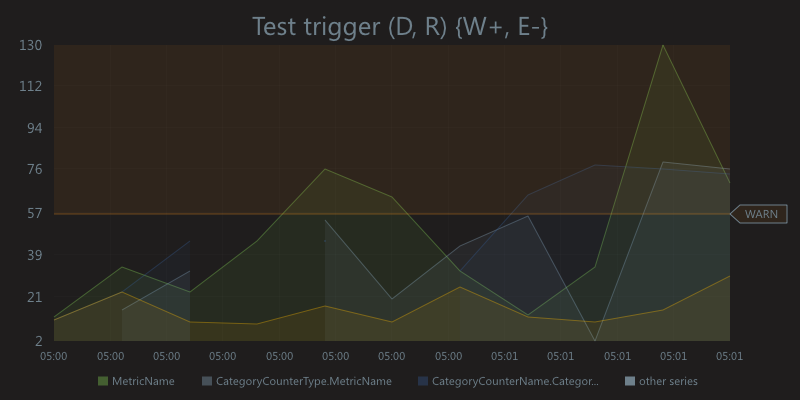 Test trigger (D, R) {W+, E-}
130
112
94
76
57
WARN
39
21
2
05:00 05:00 05:00 05:00 05:00 05:00 05:00 05:00 05:01 05:01 05:01 05:01 05:01
MetricName CategoryCounterType.MetricName CategoryCounterName.Categor... other series